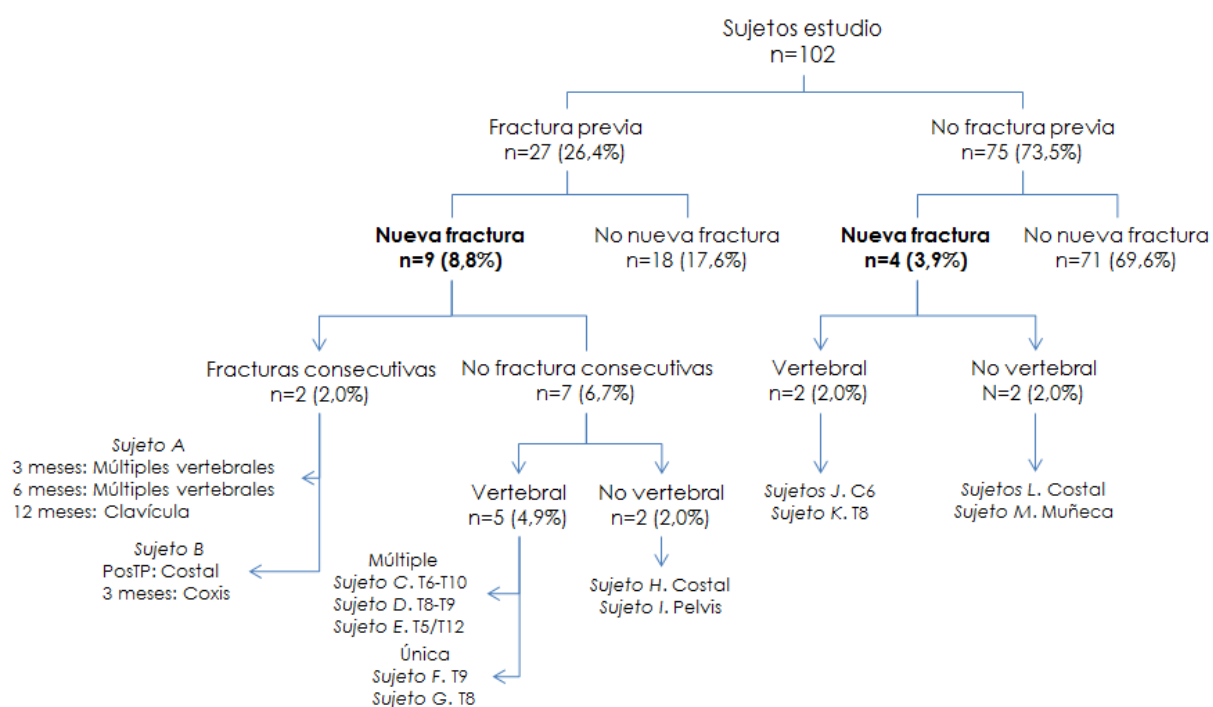 Sujetos estudio
n=102
Fractura previa
n=27 (26,4%)
No fractura previa
n=75 (73,5%)
Nueva fractura
n=9 (8,8%)
No nueva fractura
n=18 (17,6%)
Nueva fractura
n=4 (3,9%)
No nueva fractura
n=71 (69,6%)
Fracturas consecutivas
n=2 (2,0%)
No fractura consecutivas
n=7 (6,7%)
Vertebral
n=2 (2,0%)
No vertebral
N=2 (2,0%)
Sujeto A
3 meses: Múltiples vertebrales
6 meses: Múltiples vertebrales
12 meses: Clavícula
Sujeto B
PosTP: Costal
3 meses: Coxis
Vertebral
n=5 (4,9%)
No vertebral
n=2 (2,0%)
Múltiple
Sujeto C. T6-T10
Sujeto D. T8-T9
Sujeto E. T5/T12
Única
Sujeto F. T9
Sujeto G. T8
Sujeto H. Costal
Sujeto I. Pelvis
Sujetos J. C6
Sujeto K. T8
Sujetos L. Costal
Sujeto M. Muñeca